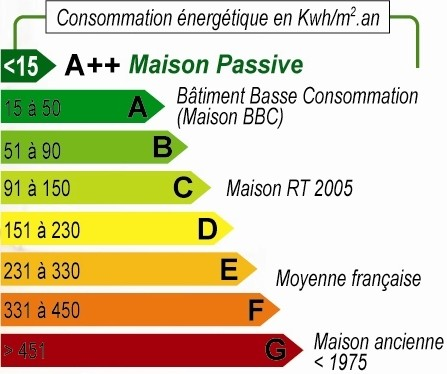 Consommation énergétique en Kwh/m².an
<15 A++ Maison Passive
15 à 50 A Bâtiment Basse Consommation
(Maison BBC)
51 à 90 B
91 à 150 C Maison RT 2005
151 à 230 D
231 à 330 E
Moyenne française
331 à 450 F
> 451 G Maison ancienne
< 1975